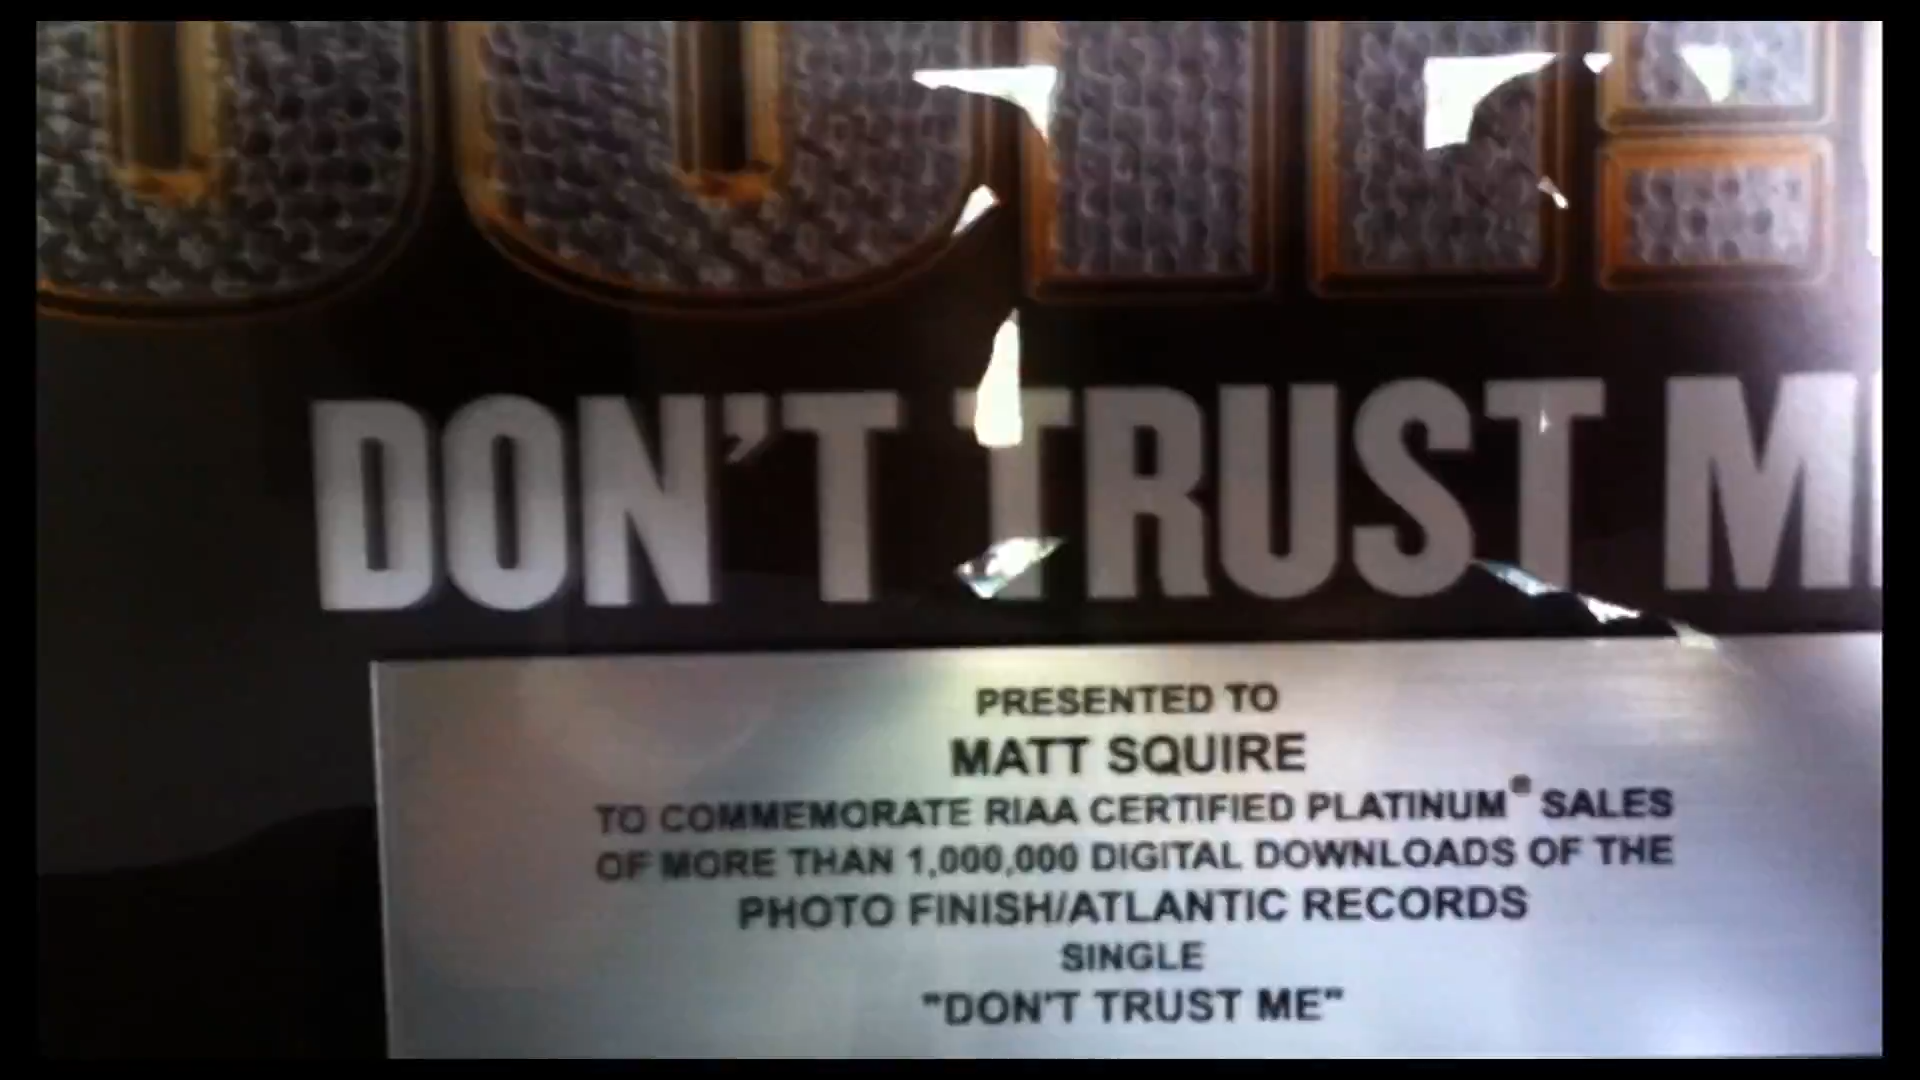 DON'T TRUST M
PRESENTED TO
MATT SQUIRE
TO COMMEMORATE RIAA CERTIFIED PLATINUM® SALES
OF MORE THAN 1,000,000 DIGITAL DOWNLOADS OF THE
PHOTO FINISH/ATLANTIC RECORDS
SINGLE
"DON'T TRUST ME"